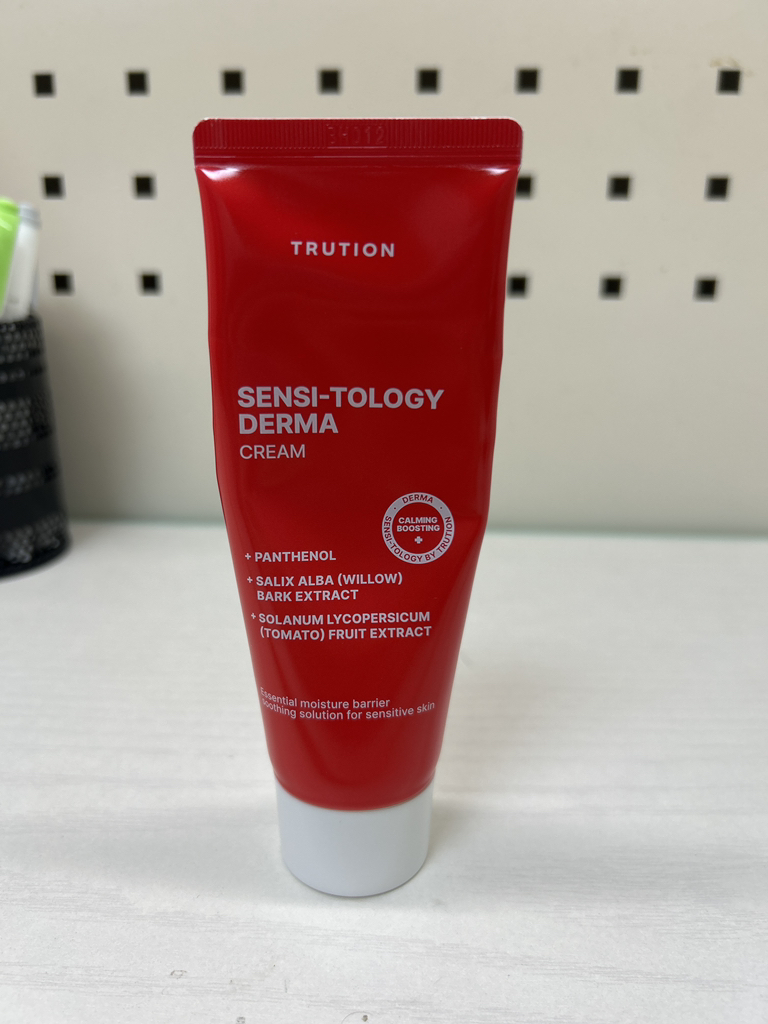 TRUTION
SENSI-TOLOGY
DERMA
CREAM
· DERMA ·
SENSI-TOLOGY BY TRUTION
CALMING
BOOSTING
+
+ PANTHENOL
+ SALIX ALBA (WILLOW)
BARK EXTRACT
+ SOLANUM LYCOPERSICUM
(TOMATO) FRUIT EXTRACT
Essential moisture barrier
soothing solution for sensitive skin